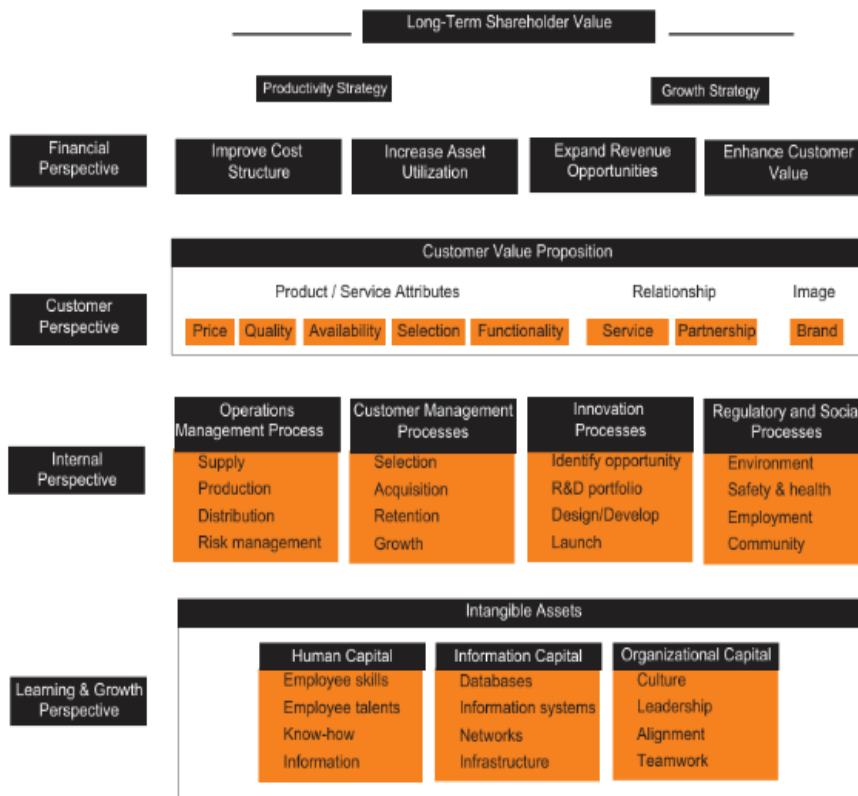 Long-Term Shareholder Value
Productivity Strategy
Growth Strategy
Financial
Perspective
Improve Cost
Structure
Increase Asset
Utilization
Expand Revenue
Opportunities
Enhance Customer
Value
Customer Value Proposition
Customer
Perspective
Product / Service Attributes
Relationship
Image
Price
Quality
Availability
Selection
Functionality
Service
Partnership
Brand
Internal
Perspective
Operations
Management Process
Supply
Production
Distribution
Risk management
Customer Management
Processes
Selection
Acquisition
Retention
Growth
Innovation
Processes
Identify opportunity
R&D portfolio
Design/Develop
Launch
Regulatory and Social
Processes
Environment
Safety & health
Employment
Community
Learning & Growth
Perspective
Intangible Assets
Human Capital
Employee skills
Employee talents
Know-how
Information
Information Capital
Databases
Information systems
Networks
Infrastructure
Organizational Capital
Culture
Leadership
Alignment
Teamwork